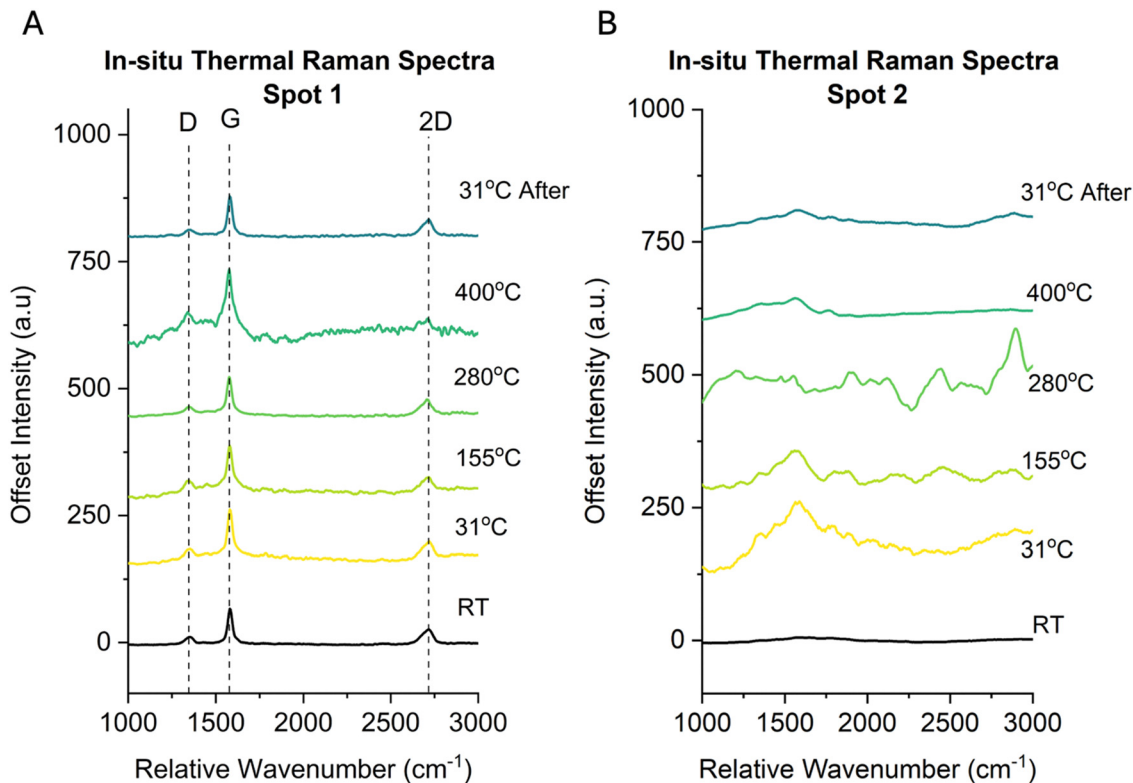 A
In-situ Thermal Raman Spectra
Spot 1
D
G
2D
1000
750
500
250
0
31°C After
400°C
280°C
155°C
31°C
RT
Offset Intensity (a.u)
1000
1500
2000
2500
3000
Relative Wavenumber (cm⁻¹)
B
In-situ Thermal Raman Spectra
Spot 2
1000
750
500
250
0
31°C After
400°C
280°C
155°C
31°C
RT
Offset Intensity (a.u.)
1000
1500
2000
2500
3000
Relative Wavenumber (cm⁻¹)